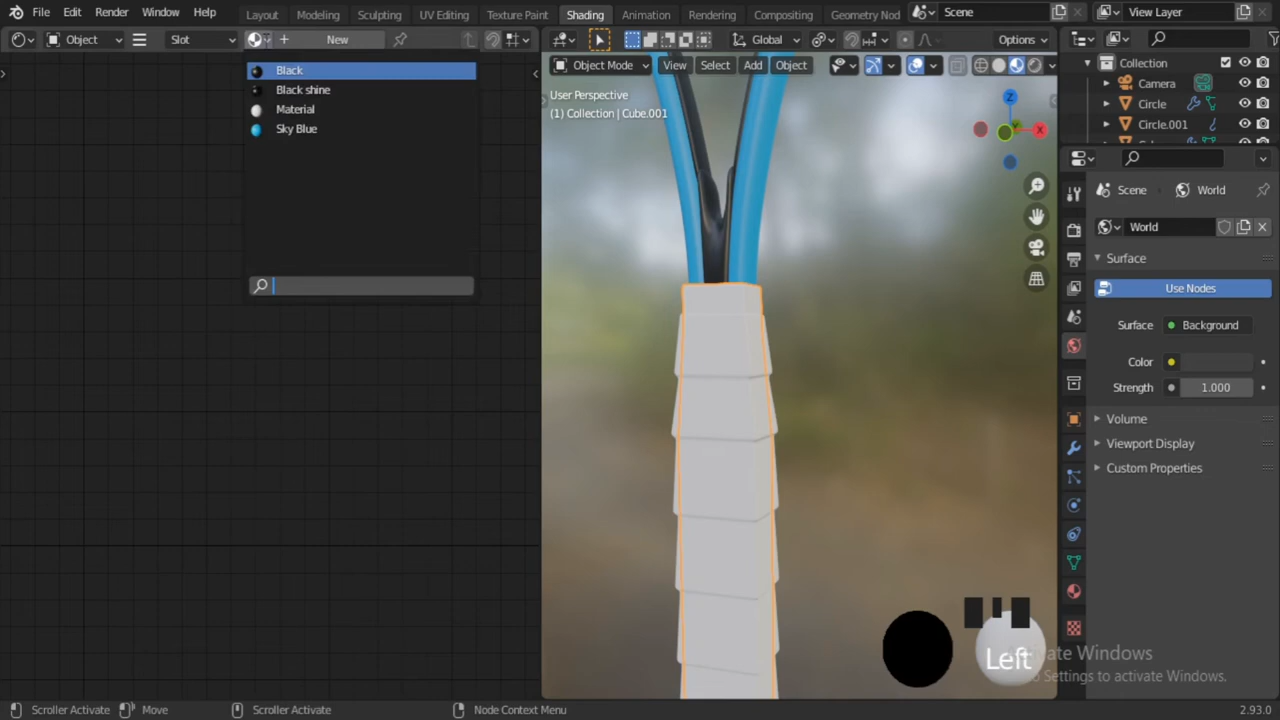 File Edit Render Window Help Layout Modeling Sculpting UV Editing Texture Paint Shading Animation Rendering Compositing Geometry Nod Scene View Layer
Object Slot New Global Options
Black
Black shine
Material
Sky Blue
Object Mode View Select Add Object
User Perspective
(1) Collection | Cube.001
Z
X
Collection
Camera
Circle
Circle.001
Scene World
World
Surface
Use Nodes
Surface Background
Color
Strength 1.000
Volume
Viewport Display
Custom Properties
Left
Activate Windows
to Settings to activate Windows.
Scroller Activate Move Scroller Activate Node Context Menu 2.93.0